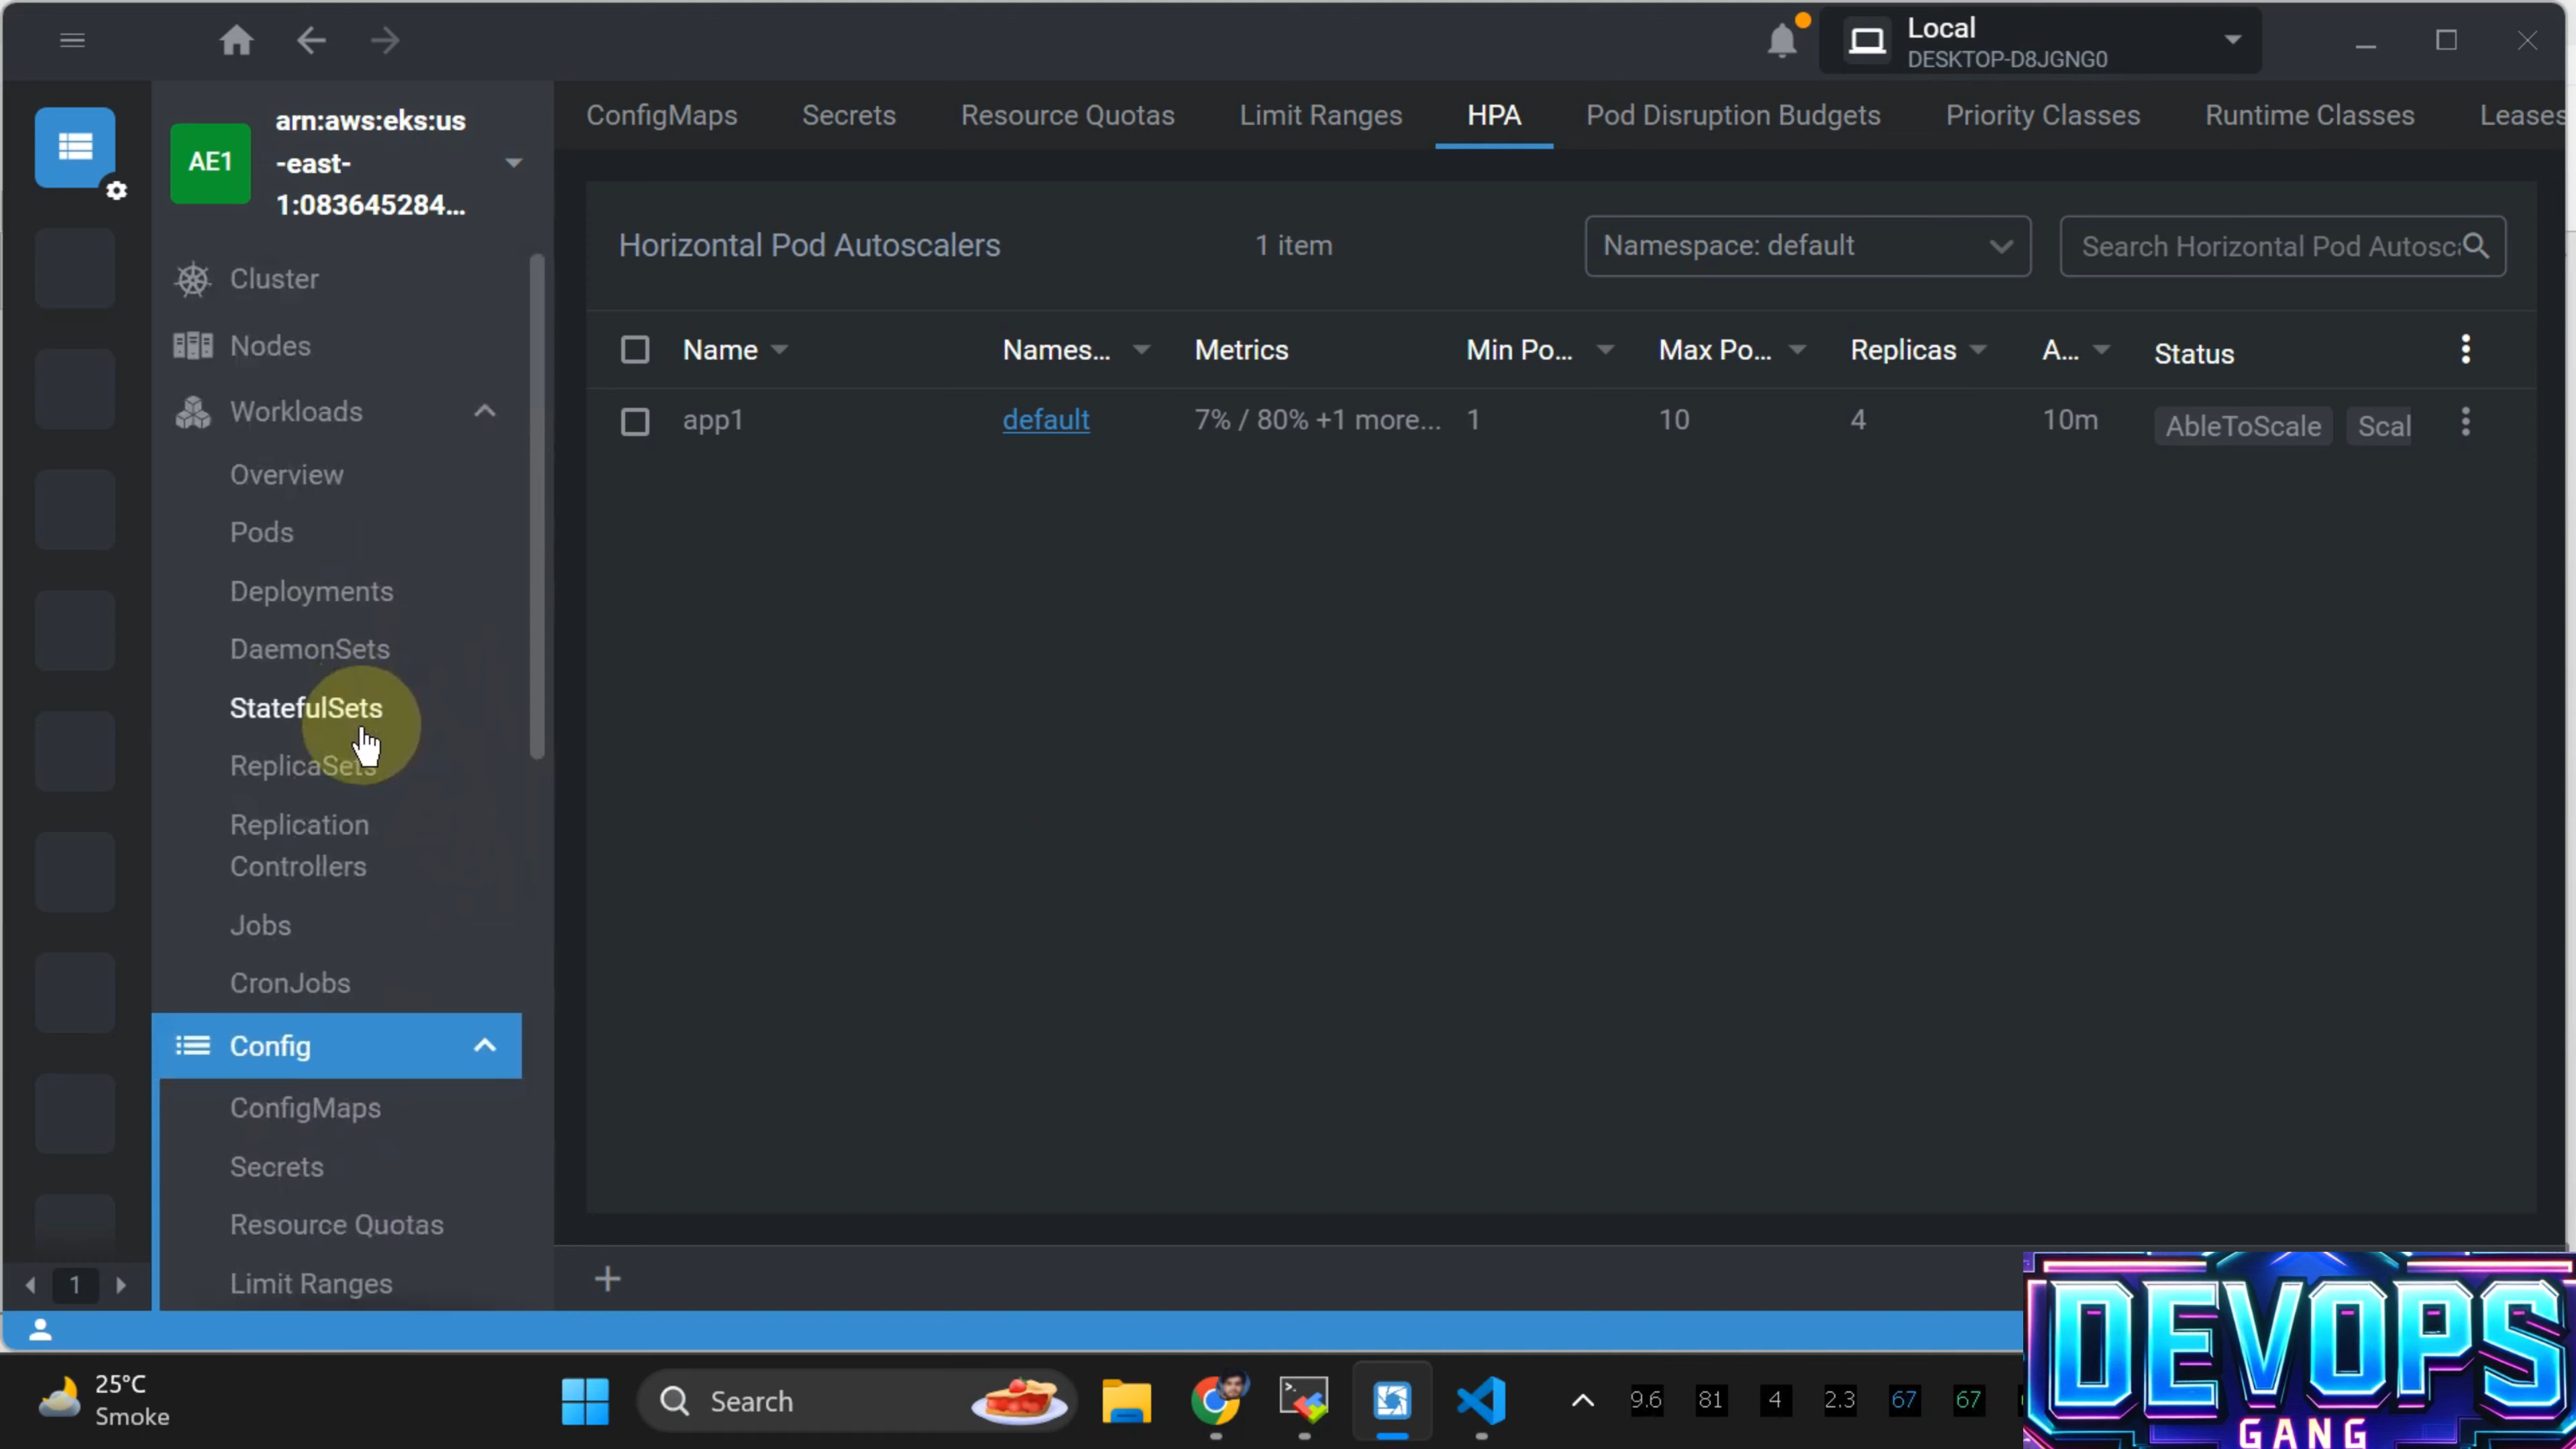 Local
DESKTOP-D8JGNG0
AE1
arn:aws:eks:us
-east-
1:083645284...
Cluster
Nodes
Workloads
Overview
Pods
Deployments
DaemonSets
StatefulSets
ReplicaSets
Replication
Controllers
Jobs
CronJobs
Config
ConfigMaps
Secrets
Resource Quotas
Limit Ranges
1
ConfigMaps Secrets Resource Quotas Limit Ranges HPA Pod Disruption Budgets Priority Classes Runtime Classes Leases
Horizontal Pod Autoscalers 1 item Namespace: default Search Horizontal Pod Autosc
Name Names... Metrics Min Po... Max Po... Replicas A... Status
app1 default 7% / 80% +1 more... 1 10 4 10m AbleToScale Scal
+
25°C
Smoke
Search
9.6 81 4 2.3 67 67
DEVOPS
GANG